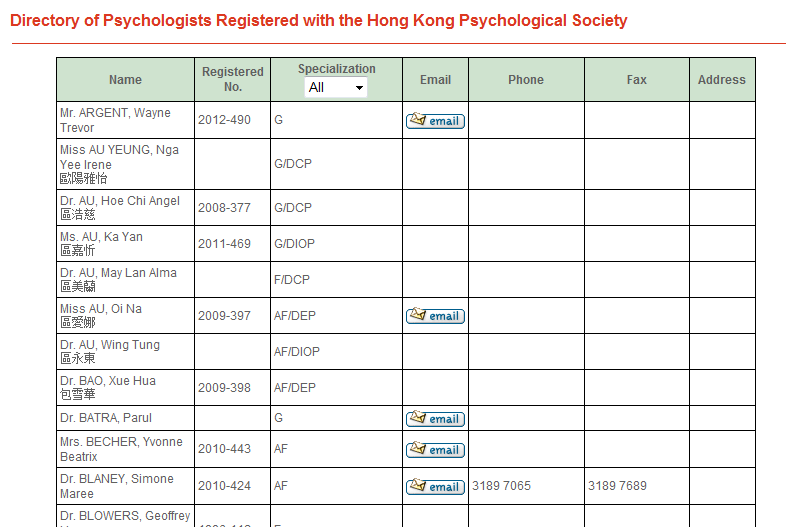 Directory of Psychologists Registered with the Hong Kong Psychological Society
Name Registered No. Specialization Email Phone Fax Address
All
Mr. ARGENT, Wayne Trevor 2012-490 G email
Miss AU YEUNG, Nga Yee Irene
歐陽雅怡 G/DCP
Dr. AU, Hoe Chi Angel
區浩慈 2008-377 G/DCP
Ms. AU, Ka Yan
區嘉忻 2011-469 G/DIOP
Dr. AU, May Lan Alma
區美蘭 F/DCP
Miss AU, Oi Na
區愛娜 2009-397 AF/DEP email
Dr. AU, Wing Tung
區永東 AF/DIOP
Dr. BAO, Xue Hua
包雪華 2009-398 AF/DEP
Dr. BATRA, Parul G email
Mrs. BECHER, Yvonne Beatrix 2010-443 AF email
Dr. BLANEY, Simone Maree 2010-424 AF email 3189 7065 3189 7689
Dr. BLOWERS, Geoffrey